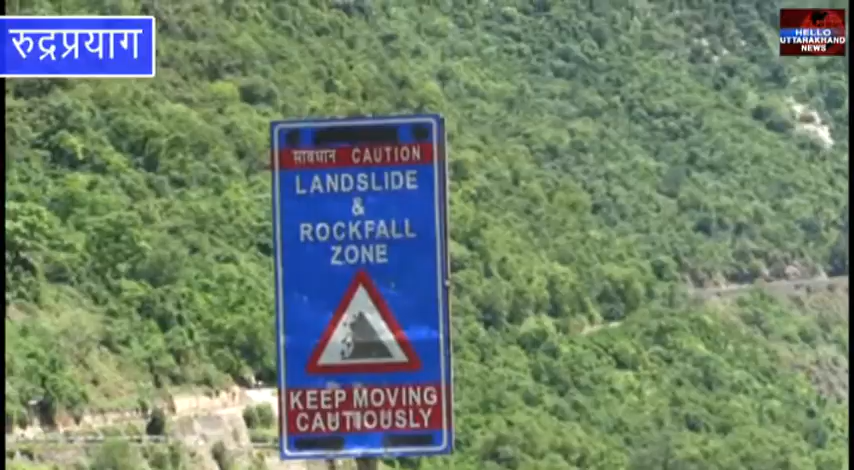 रुद्रप्रयाग
HELLO
UTTARAKHAND
NEWS
सावधान CAUTION
LANDSLIDE
&
ROCKFALL
ZONE
KEEP MOVING
CAUTIOUSLY